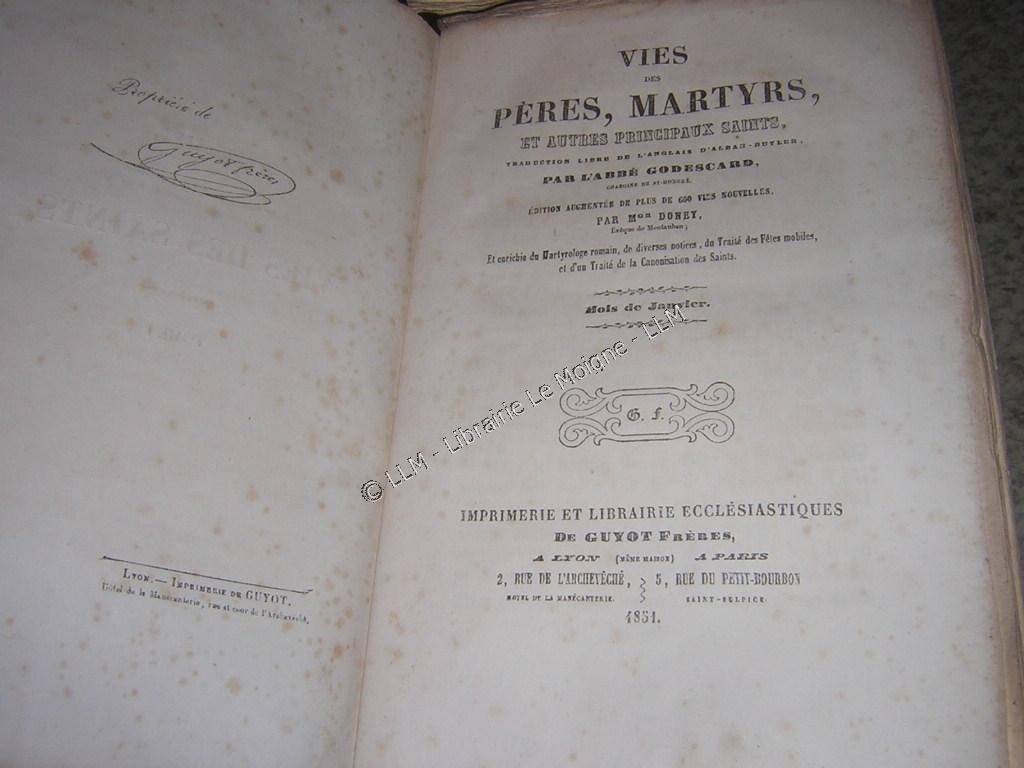 Propriété de
Guyot frères
LYON. — IMPRIMERIE DE GUYOT.
Hôtel de la Manécanterie, rue et cour de l'Archevêché.
VIES
DES
PÈRES, MARTYRS,
ET AUTRES PRINCIPAUX SAINTS,
TRADUCTION LIBRE DE L'ANGLAIS D'ALBAN-BUTLER,
PAR L'ABBÉ GODESCARD,
CHANOINE DE ST-HONORÉ.
ÉDITION AUGMENTÉE DE PLUS DE 600 VIES NOUVELLES,
PAR MGR DONEY,
Evêque de Montauban;
Et enrichie du Martyrologe romain, de diverses notices, du Traité des Fêtes mobiles,
et d'un Traité de la Canonisation des Saints.
Mois de Janvier.
G. F.
IMPRIMERIE ET LIBRAIRIE ECCLÉSIASTIQUES
DE GUYOT FRÈRES,
A LYON (MÊME MAISON) A PARIS
2, RUE DE L'ARCHEVÊCHÉ, 5, RUE DU PETIT-BOURBON
HOTEL DE LA MANÉCANTERIE. SAINT-SULPICE.
1851.
© LLM - Librairie Le Moigne - LLM